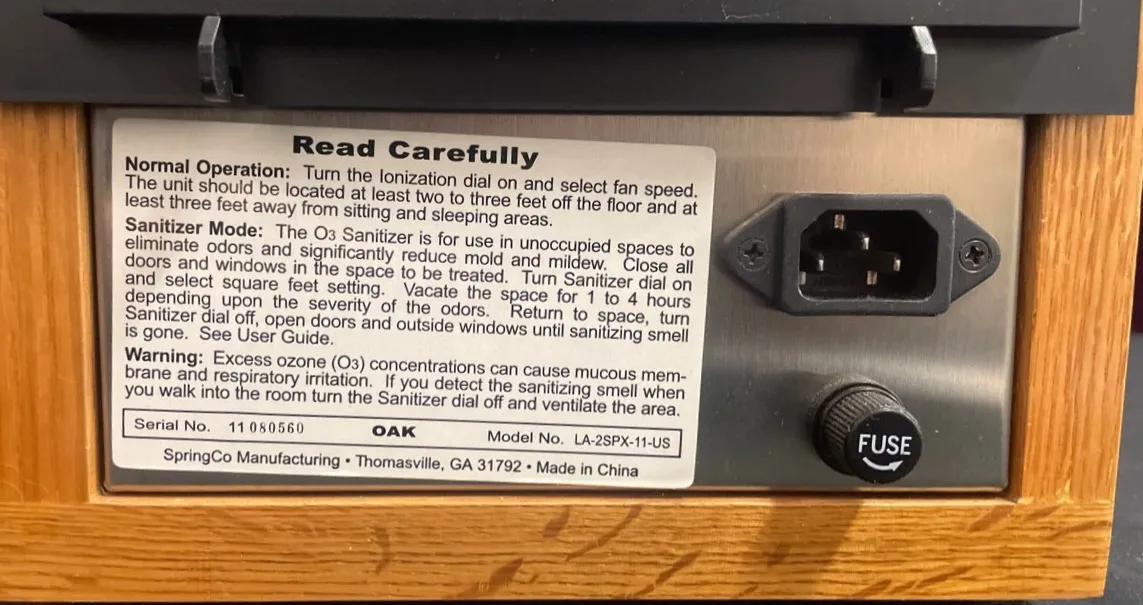 Read Carefully
Normal Operation: Turn the Ionization dial on and select fan speed.
The unit should be located at least two to three feet off the floor and at
least three feet away from sitting and sleeping areas.
Sanitizer Mode: The O3 Sanitizer is for use in unoccupied spaces to
eliminate odors and significantly reduce mold and mildew. Close all
doors and windows in the space to be treated. Turn Sanitizer dial on
and select square feet setting. Vacate the space for 1 to 4 hours
depending upon the severity of the odors. Return to space, turn
Sanitizer dial off, open doors and outside windows until sanitizing smell
is gone. See User Guide.
Warning: Excess ozone (O3) concentrations can cause mucous mem-
brane and respiratory irritation. If you detect the sanitizing smell when
you walk into the room turn the Sanitizer dial off and ventilate the area.
Serial No. 11 080560 OAK Model No. LA-2SPX-11-US
SpringCo Manufacturing • Thomasville, GA 31792 • Made in China
FUSE